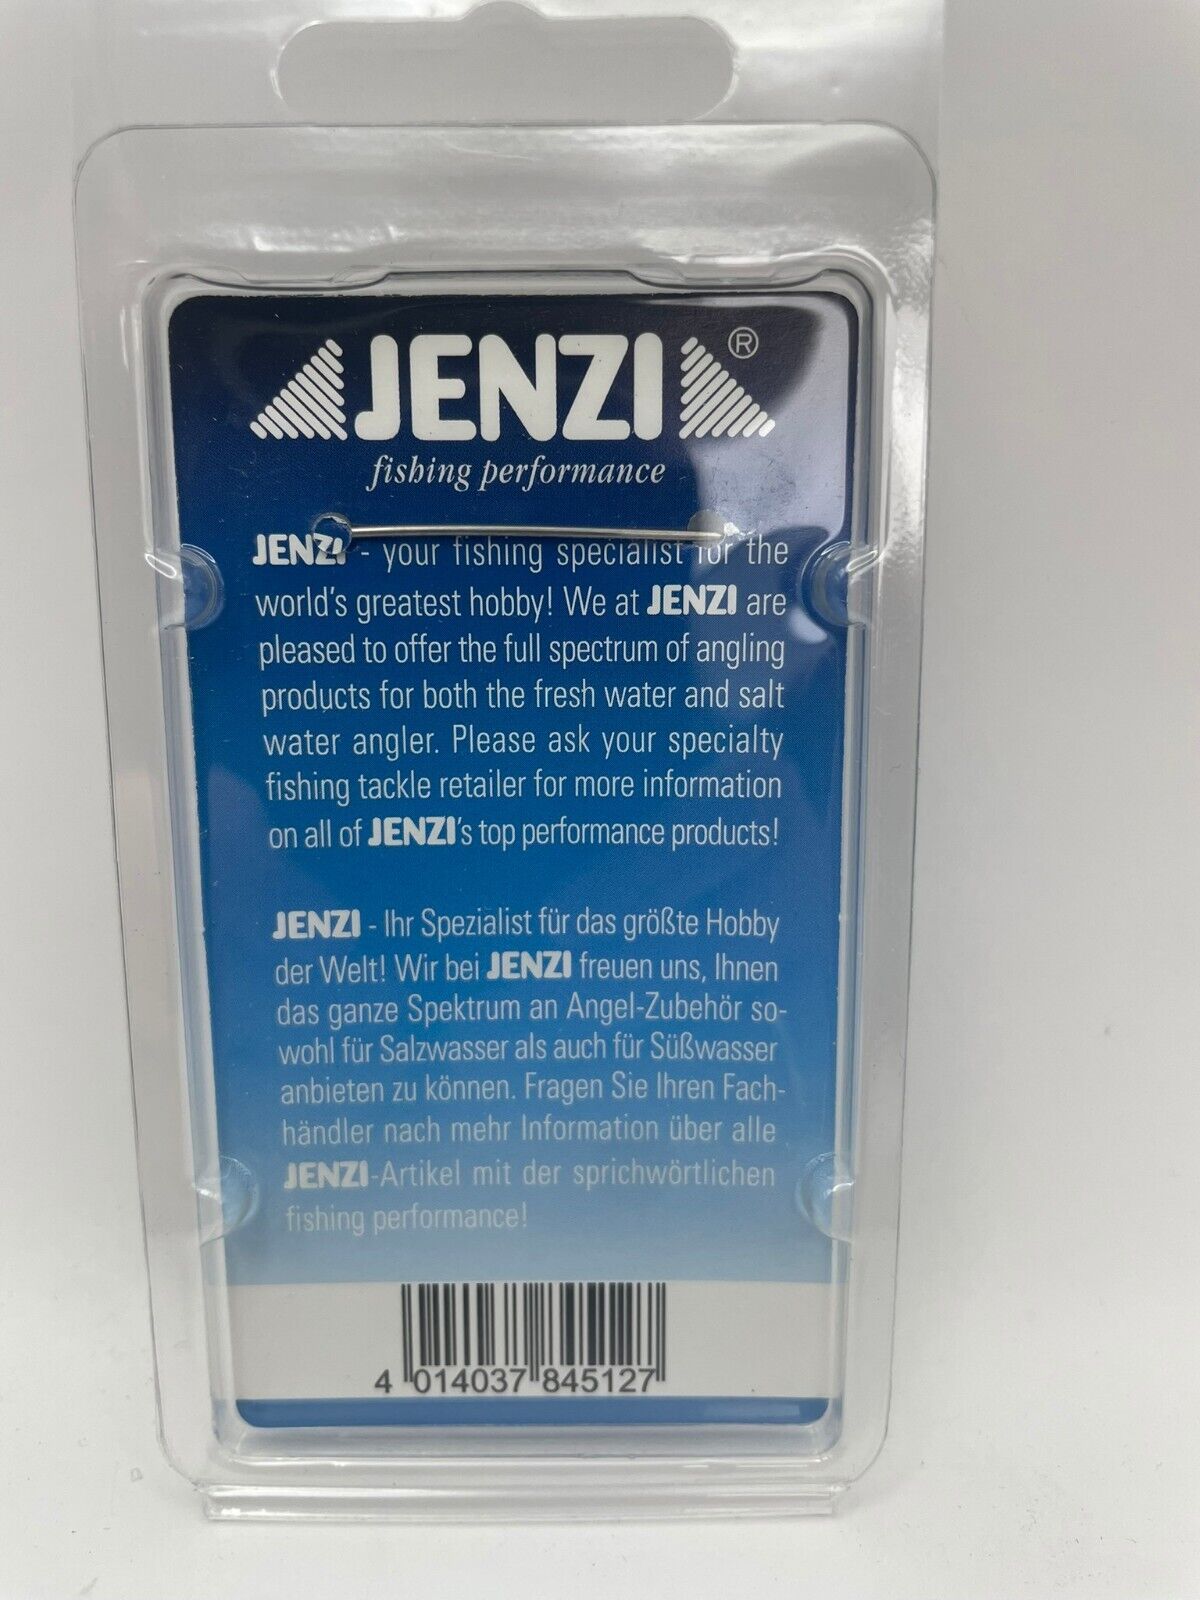 JENZI®
fishing performance
JENZI - your fishing specialist for the
world's greatest hobby! We at JENZI are
pleased to offer the full spectrum of angling
products for both the fresh water and salt
water angler. Please ask your specialty
fishing tackle retailer for more information
on all of JENZI's top performance products!
JENZI - Ihr Spezialist für das größte Hobby
der Welt! Wir bei JENZI freuen uns, Ihnen
das ganze Spektrum an Angel-Zubehör so-
wohl für Salzwasser als auch für Süßwasser
anbieten zu können. Fragen Sie Ihren Fach-
händler nach mehr Information über alle
JENZI-Artikel mit der sprichwörtlichen
fishing performance!
4 014037 845127